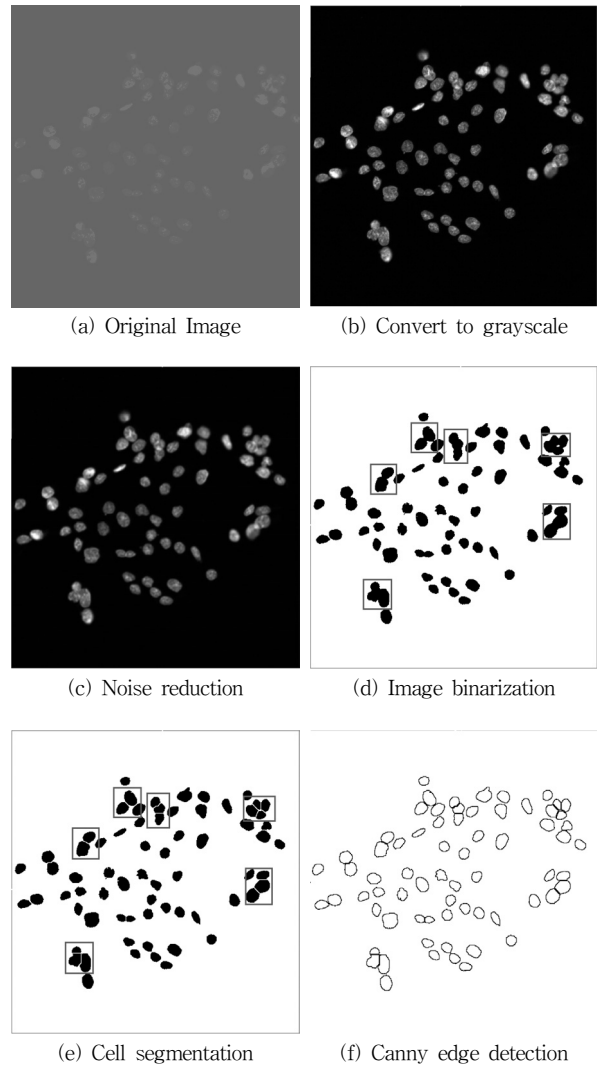 (a) Original Image
(b) Convert to grayscale
(c) Noise reduction
(d) Image binarization
(e) Cell segmentation
(f) Canny edge detection